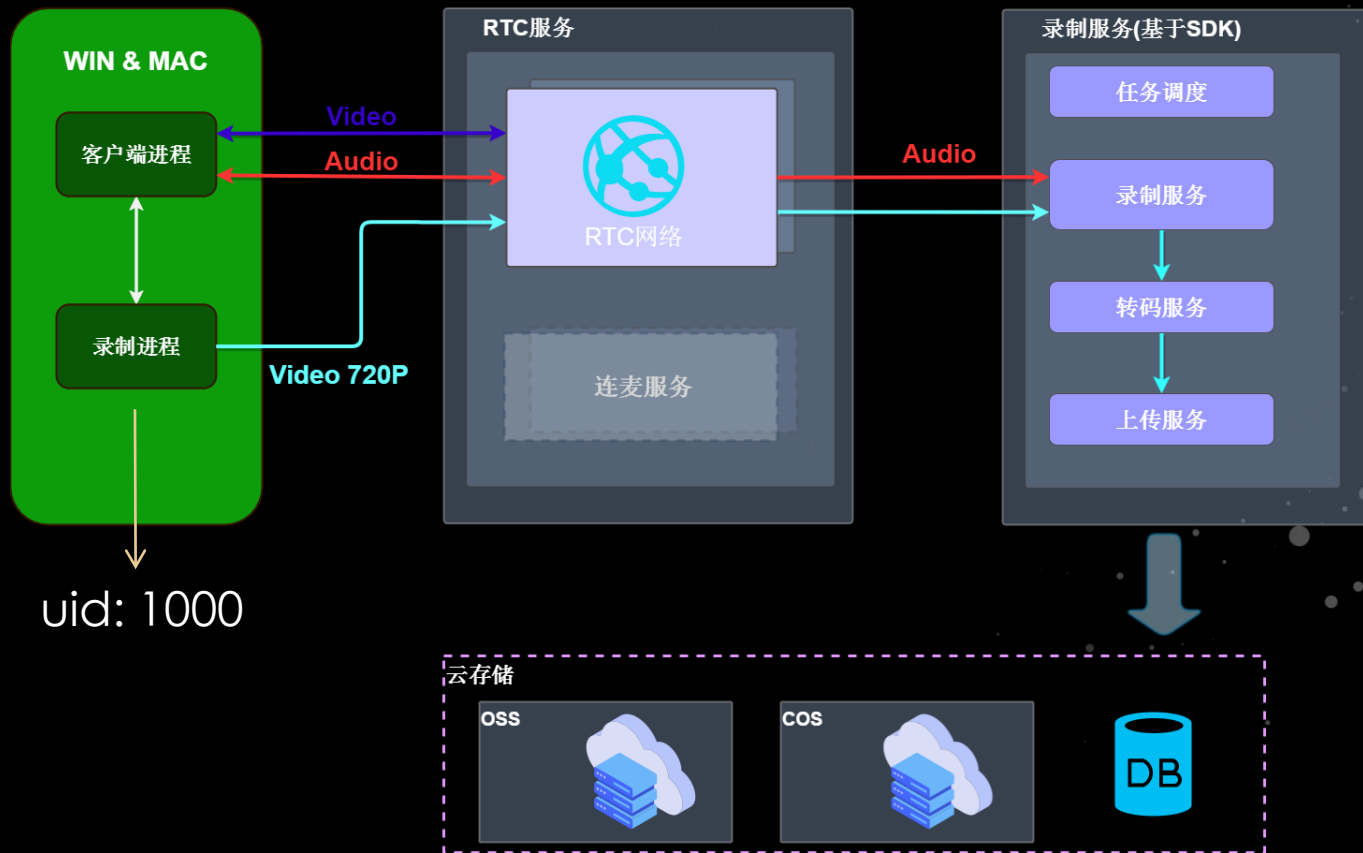 WIN & MAC
客户端进程
录制进程
uid: 1000
Video
Audio
Video 720P
RTC服务
RTC网络
连麦服务
Audio
录制服务(基于SDK)
任务调度
录制服务
转码服务
上传服务
云存储
OSS
COS
DB